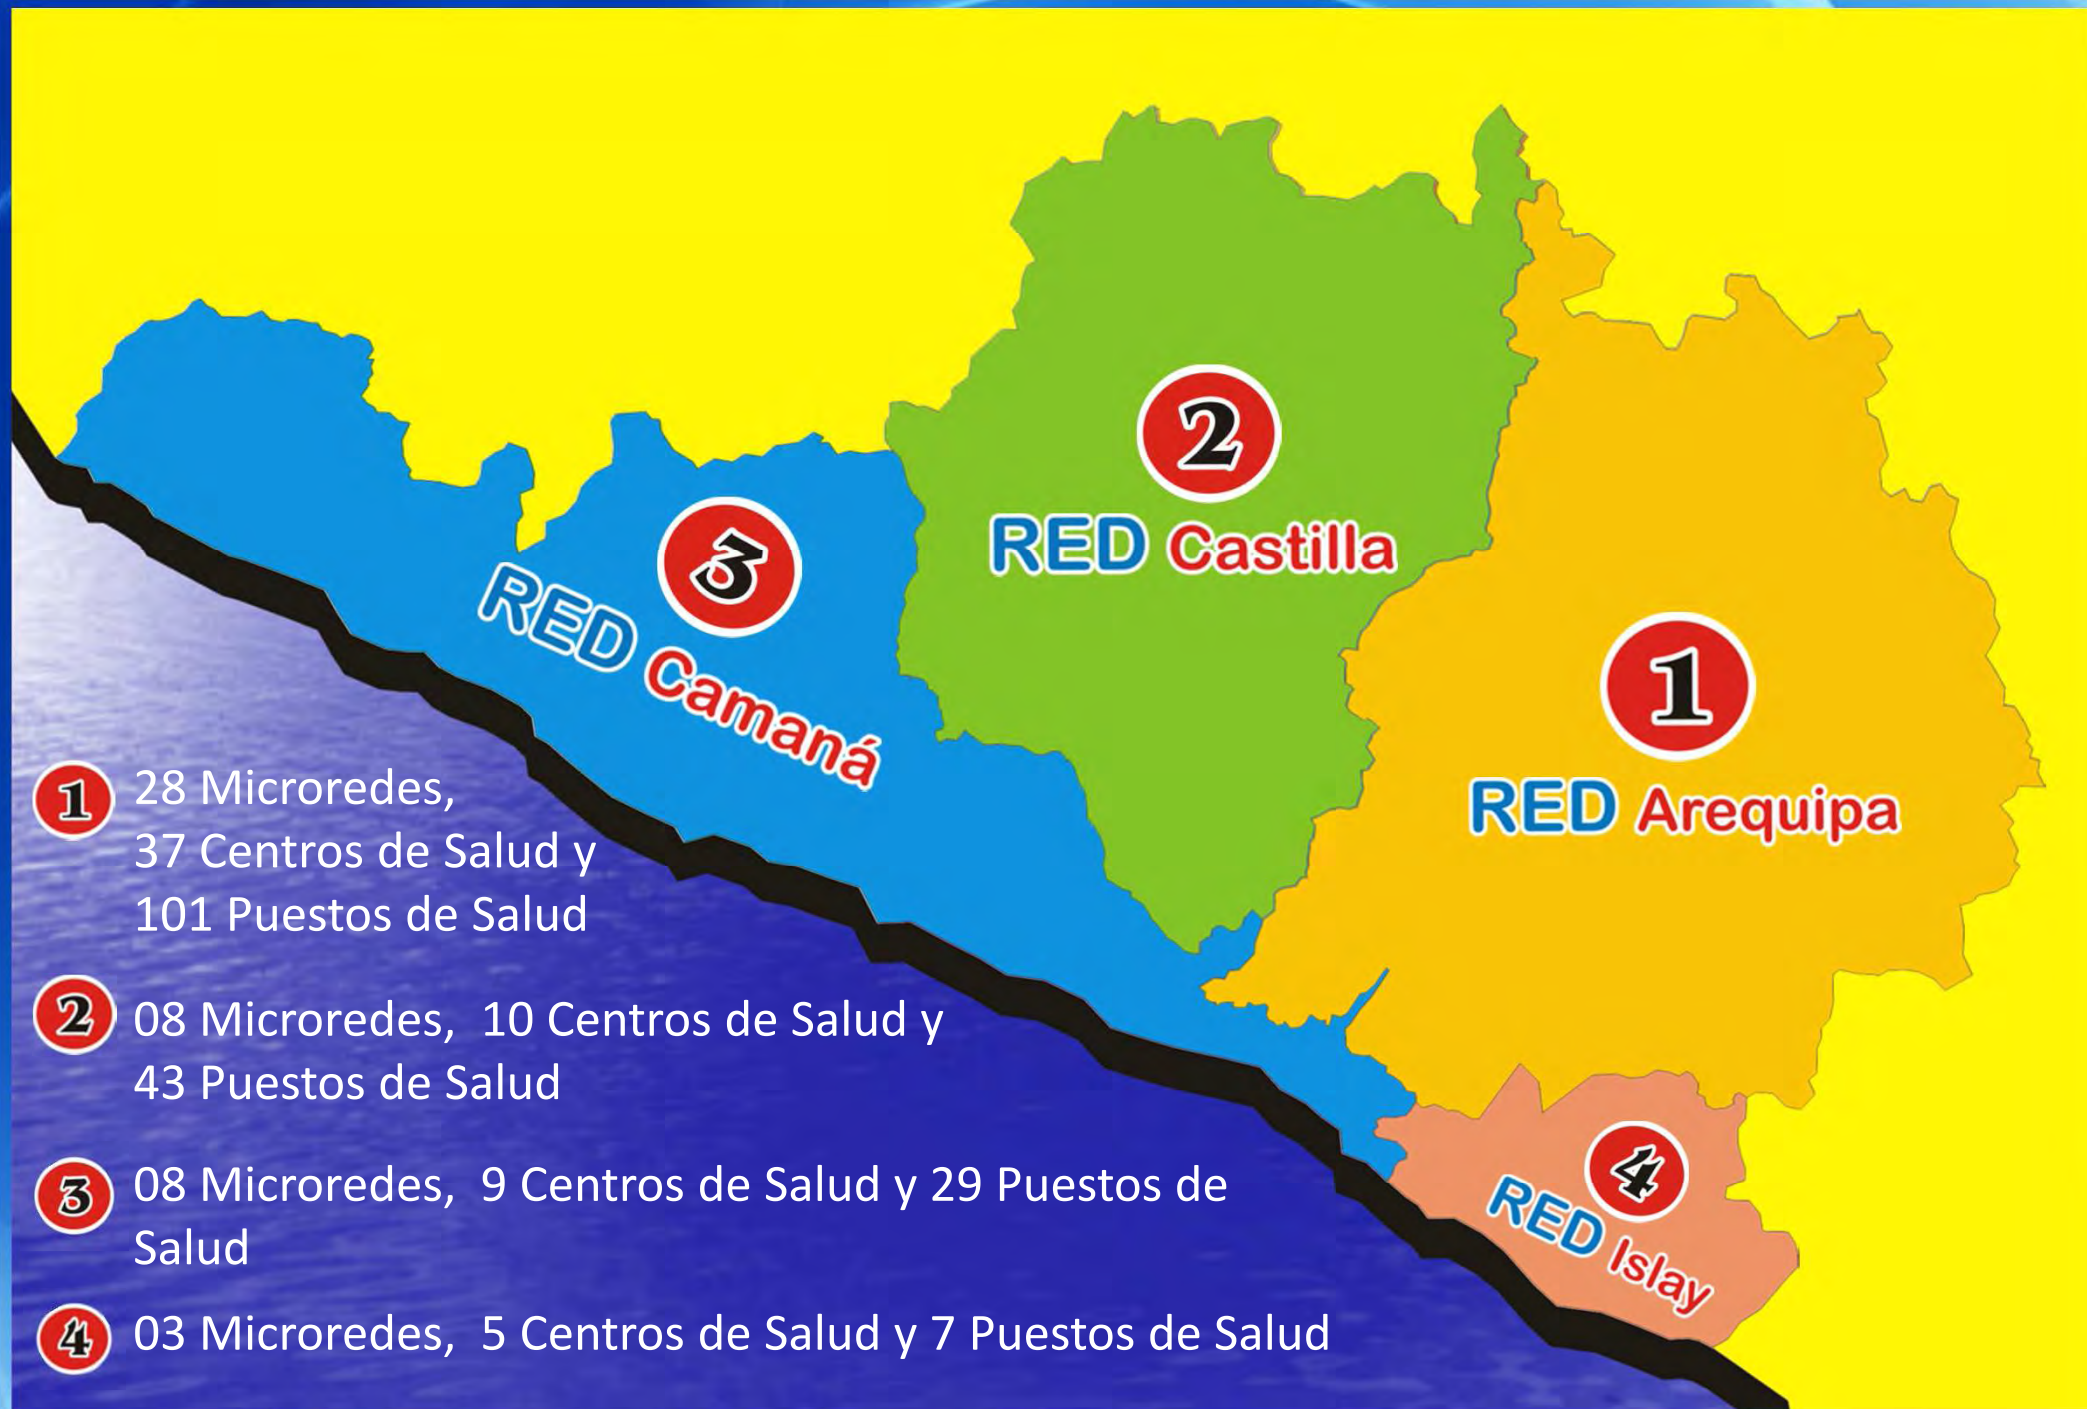 2
RED Castilla
3
RED Camaná
1
RED Arequipa
4
RED Islay
1 28 Microredes,
37 Centros de Salud y
101 Puestos de Salud
2 08 Microredes, 10 Centros de Salud y
43 Puestos de Salud
3 08 Microredes, 9 Centros de Salud y 29 Puestos de
Salud
4 03 Microredes, 5 Centros de Salud y 7 Puestos de Salud